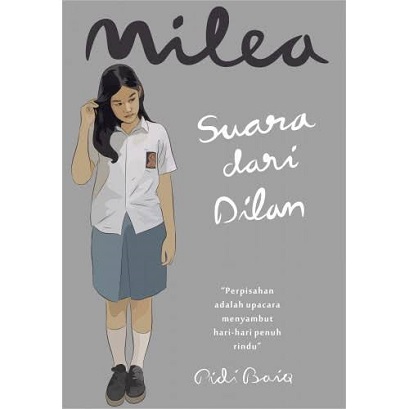 Milea
Suara
dari
Dilan
"Perpisahan
adalah upacara
menyambut
hari-hari penuh
rindu"
Pidi Baiq